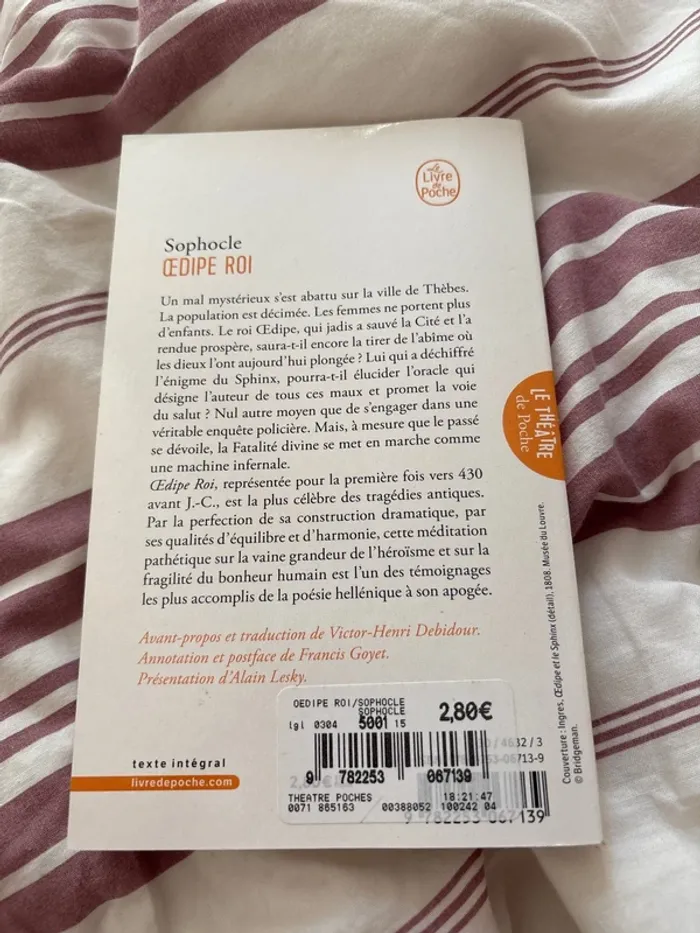 Le
Livre
de
Poche
Sophocle
ŒDIPE ROI
Un mal mystérieux s'est abattu sur la ville de Thèbes.
La population est décimée. Les femmes ne portent plus
d'enfants. Le roi Œdipe, qui jadis a sauvé la Cité et l'a
rendue prospère, saura-t-il encore la tirer de l'abîme où
les dieux l'ont aujourd'hui plongée ? Lui qui a déchiffré
l'énigme du Sphinx, pourra-t-il élucider l'oracle qui
désigne l'auteur de tous ces maux et promet la voie
du salut ? Nul autre moyen que de s'engager dans une
véritable enquête policière. Mais, à mesure que le passé
se dévoile, la Fatalité divine se met en marche comme
une machine infernale.
Œdipe Roi, représentée pour la première fois vers 430
avant J.-C., est la plus célèbre des tragédies antiques.
Par la perfection de sa construction dramatique, par
ses qualités d'équilibre et d'harmonie, cette méditation
pathétique sur la vaine grandeur de l'héroïsme et sur la
fragilité du bonheur humain est l'un des témoignages
les plus accomplis de la poésie hellénique à son apogée.
Avant-propos et traduction de Victor-Henri Debidour.
Annotation et postface de Francis Goyet.
Présentation d'Alain Lesky.
LE THÉÂTRE
de Poche
Couverture : Ingres, Œdipe et le Sphinx (détail), 1808. Musée du Louvre.
© Bridgeman.
texte intégral
livredepoche.com
OEDIPE ROI/SOPHOCLE
SOPHOCLE
lgl 0304 5001 15 2,80€
/ 4632 / 3
53-06713-9
9 782253 067139
THEATRE POCHES 18:21:47
0071 865163 00388052 100242 04
9 782253 067139